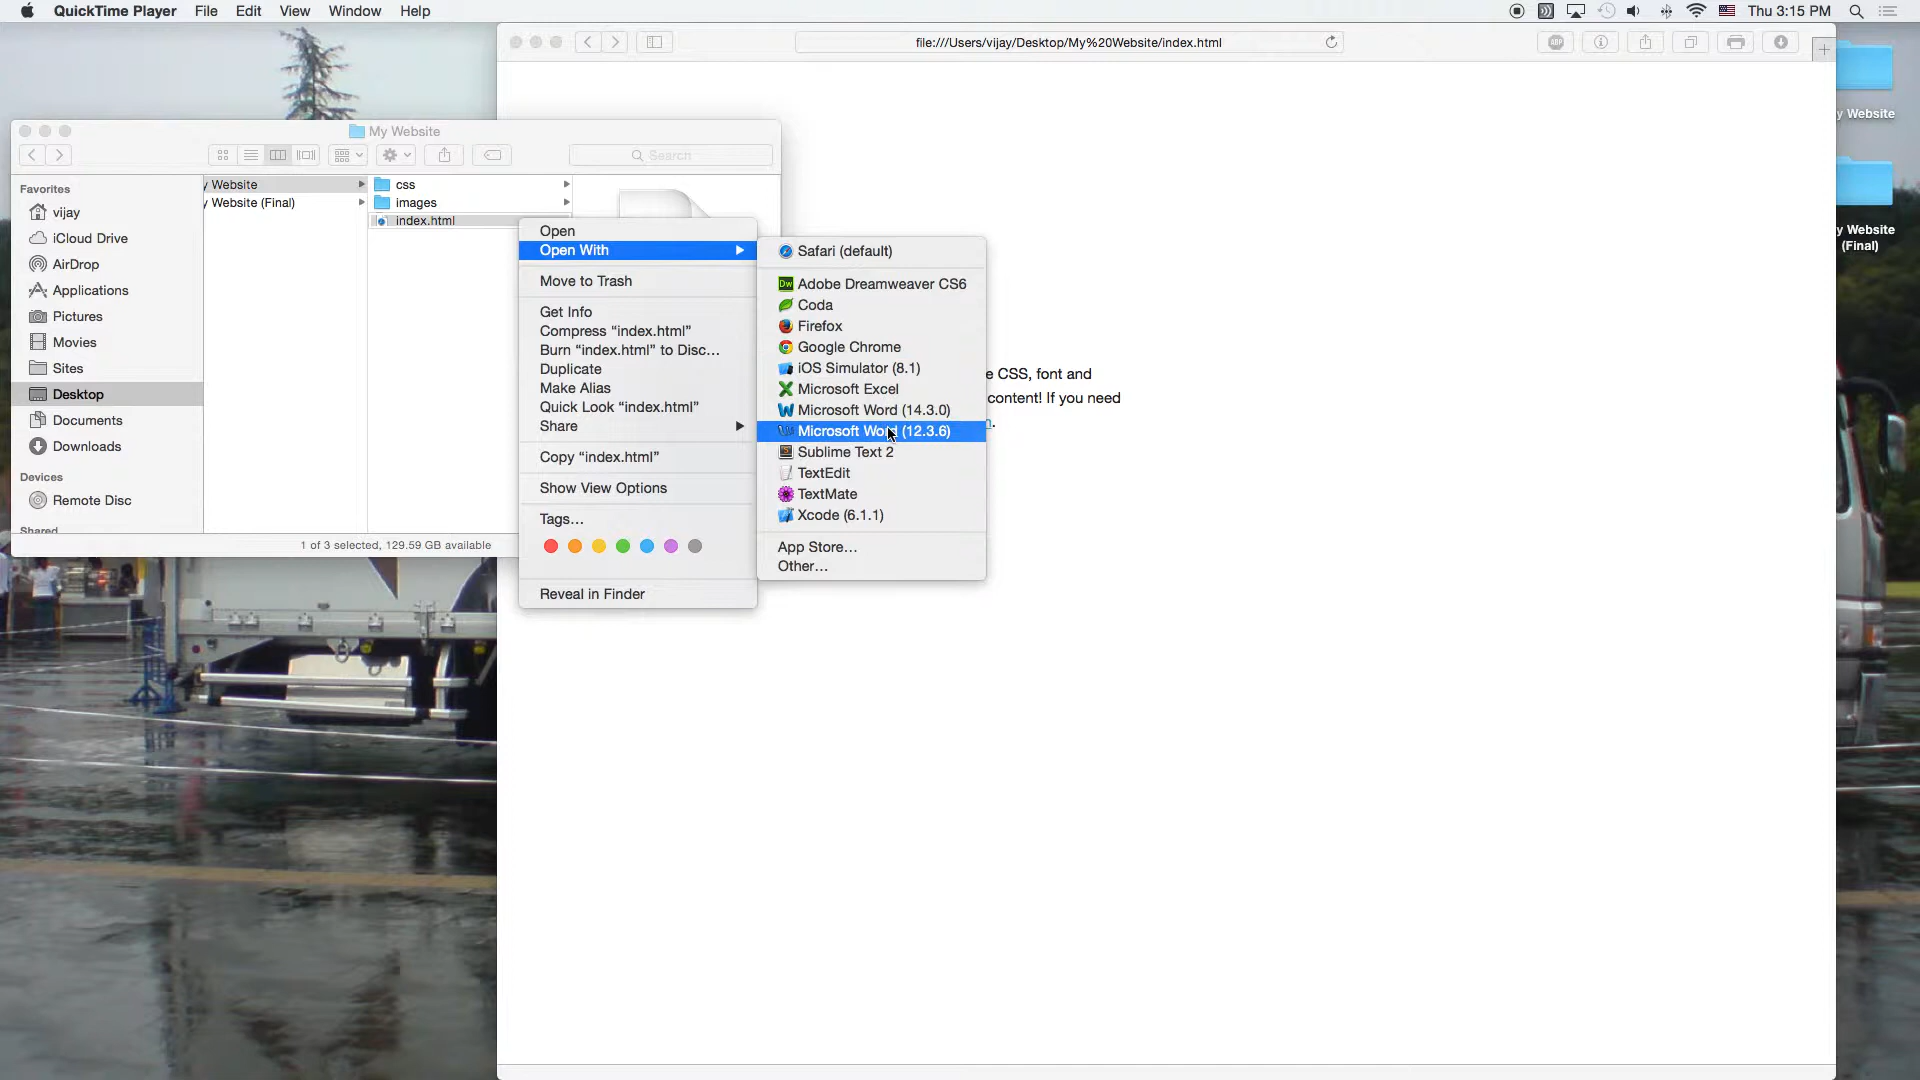 QuickTime Player File Edit View Window Help
Thu 3:15 PM
file:///Users/vijay/Desktop/My%20Website/index.html
ABP
y Website
y Website
(Final)
My Website
Search
Favorites
vijay
iCloud Drive
AirDrop
Applications
Pictures
Movies
Sites
Desktop
Documents
Downloads
Devices
Remote Disc
Shared
y Website
y Website (Final)
css
images
index.html
1 of 3 selected, 129.59 GB available
Open
Open With
Move to Trash
Get Info
Compress “index.html”
Burn “index.html” to Disc…
Duplicate
Make Alias
Quick Look “index.html”
Share
Copy “index.html”
Show View Options
Tags…
Reveal in Finder
Safari (default)
Dw Adobe Dreamweaver CS6
Coda
Firefox
Google Chrome
iOS Simulator (8.1)
Microsoft Excel
Microsoft Word (14.3.0)
Microsoft Word (12.3.6)
Sublime Text 2
TextEdit
TextMate
Xcode (6.1.1)
App Store…
Other…
e CSS, font and
content! If you need